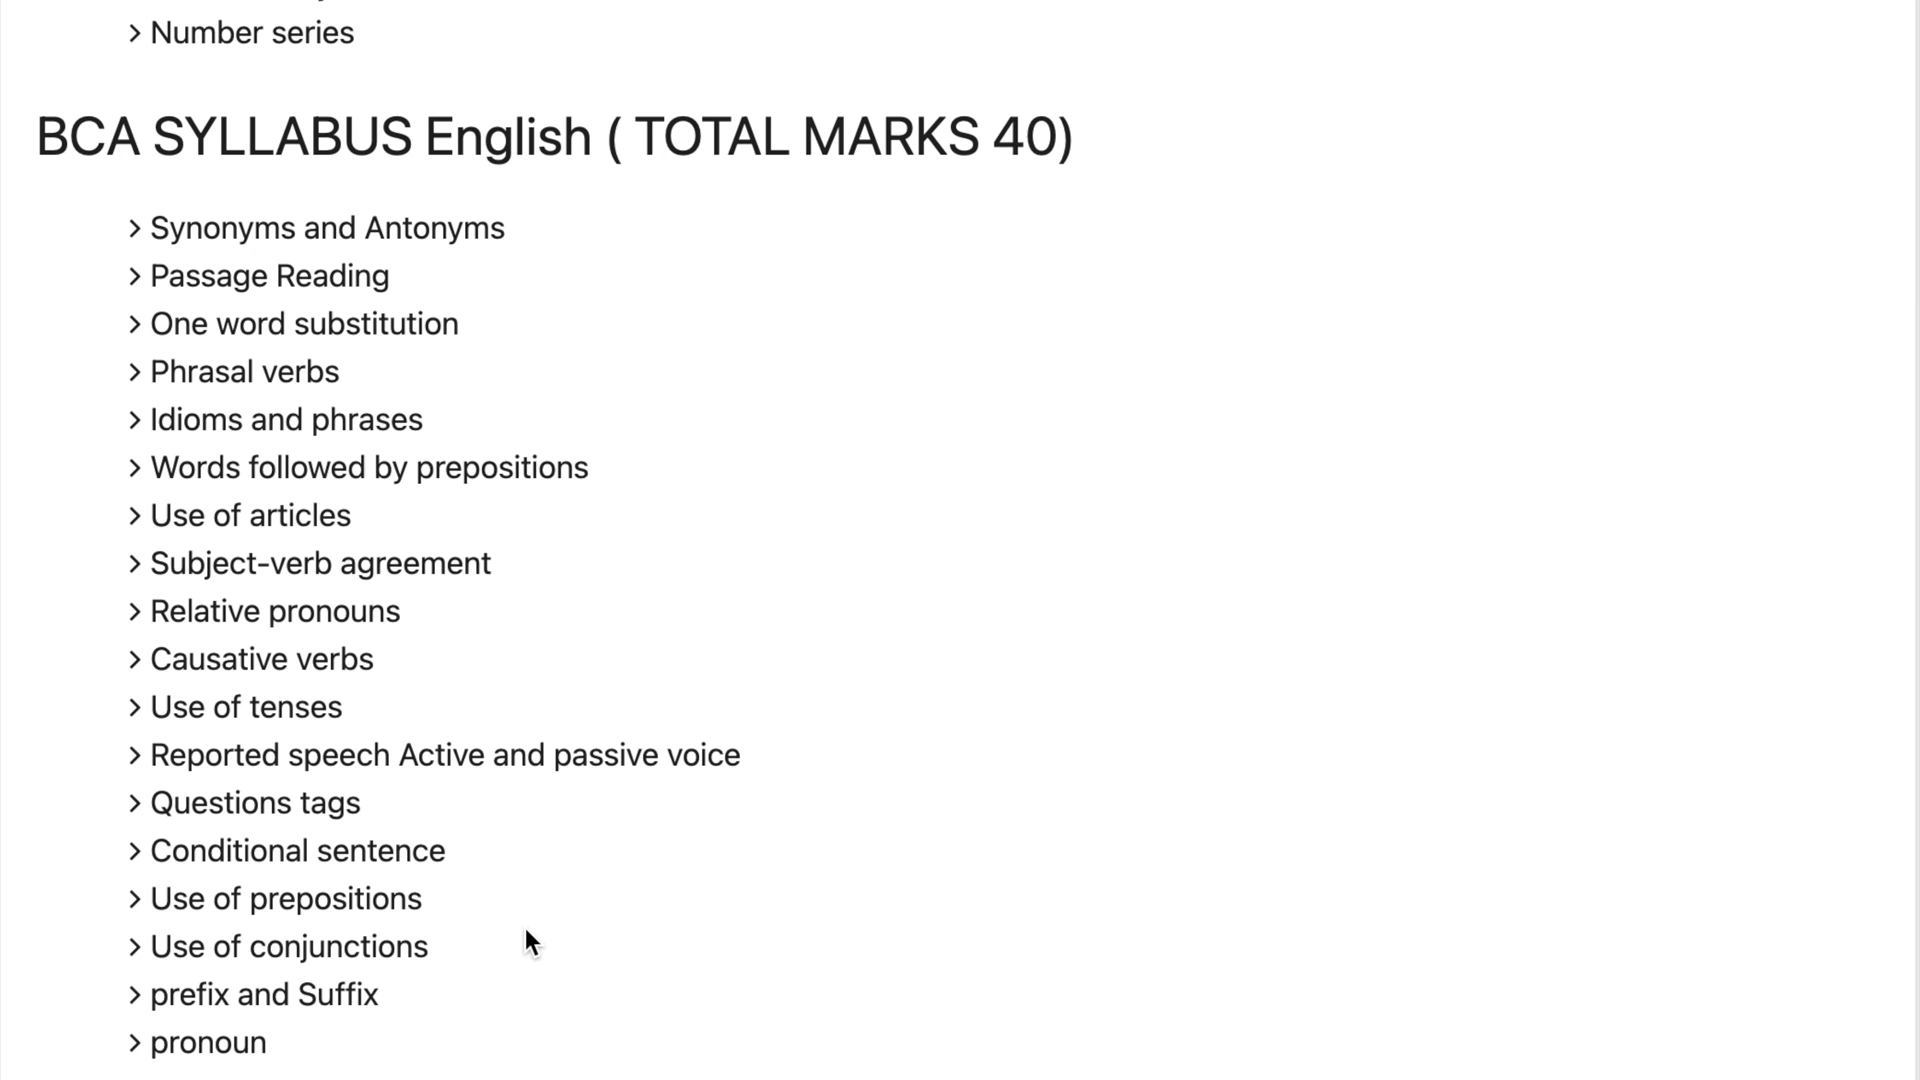 > Number series
BCA SYLLABUS English ( TOTAL MARKS 40)
> Synonyms and Antonyms
> Passage Reading
> One word substitution
> Phrasal verbs
> Idioms and phrases
> Words followed by prepositions
> Use of articles
> Subject-verb agreement
> Relative pronouns
> Causative verbs
> Use of tenses
> Reported speech Active and passive voice
> Questions tags
> Conditional sentence
> Use of prepositions
> Use of conjunctions
> prefix and Suffix
> pronoun